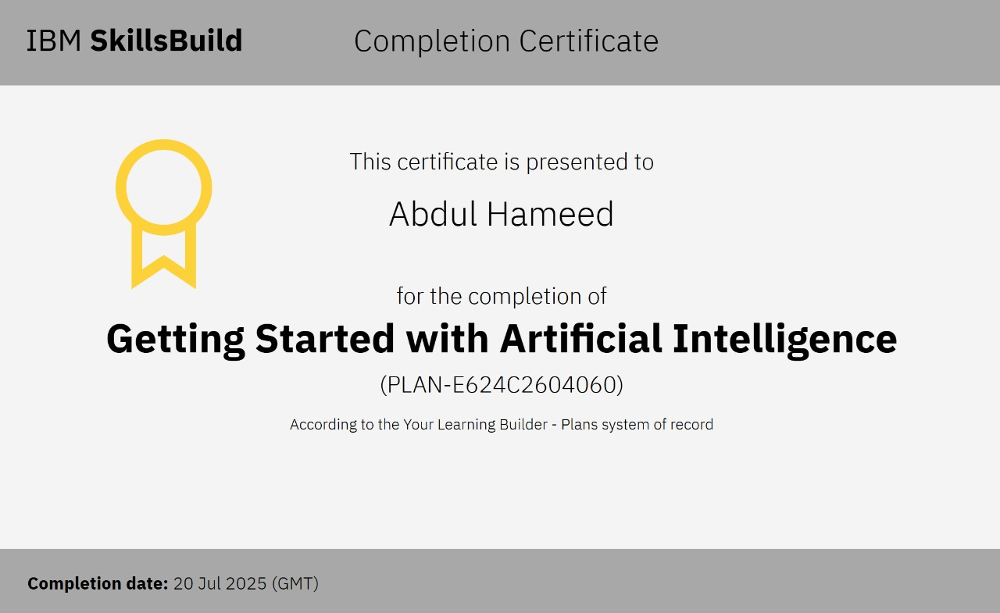 IBM SkillsBuild
Completion Certificate
This certificate is presented to
Abdul Hameed
for the completion of
Getting Started with Artificial Intelligence
(PLAN-E624C2604060)
According to the Your Learning Builder - Plans system of record
Completion date: 20 Jul 2025 (GMT)